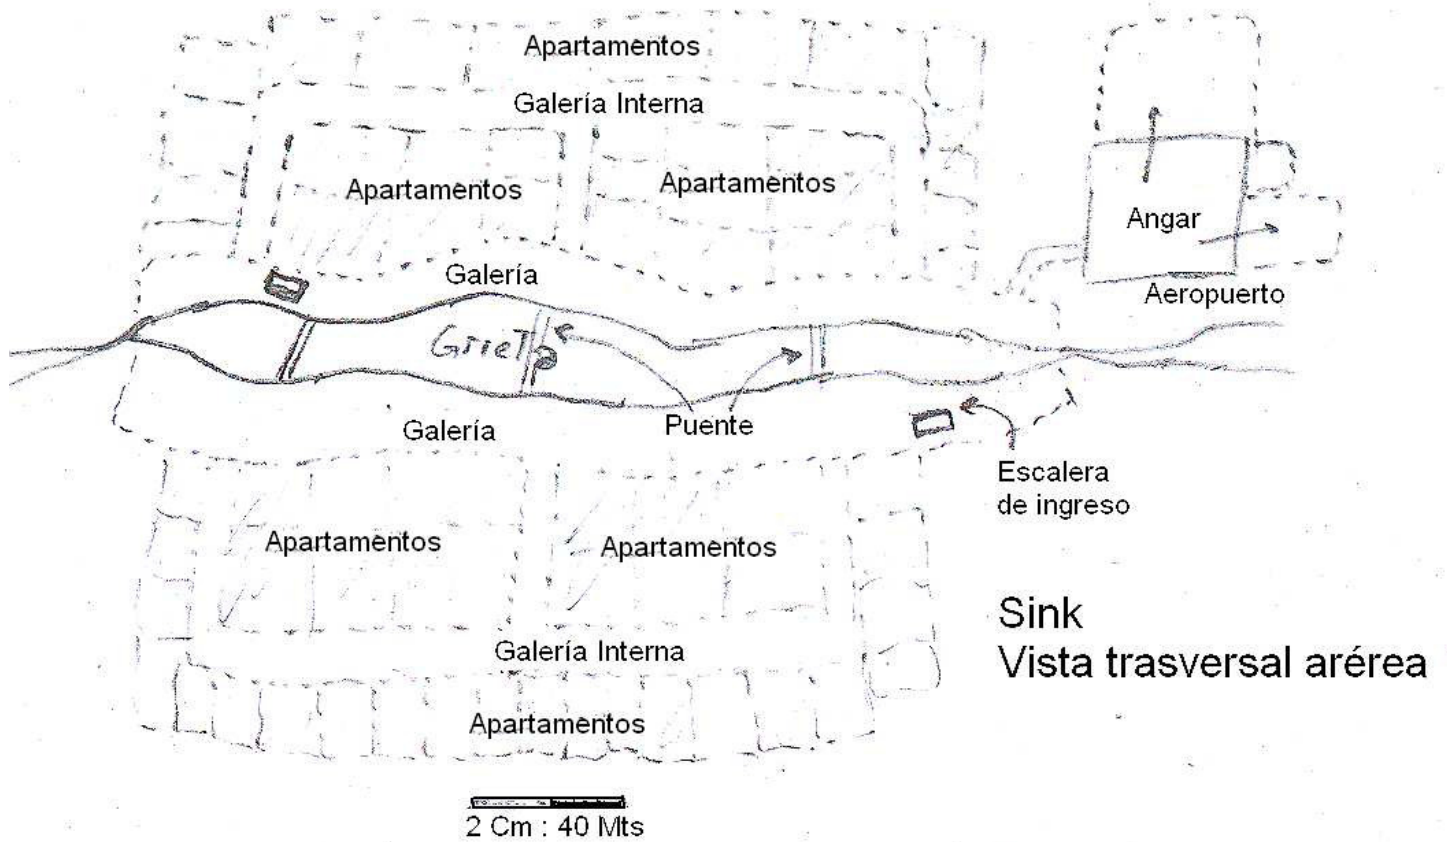 Apartamentos
Galería Interna
Apartamentos
Apartamentos
Angar
Galería
Aeropuerto
Grieta
Puente
Galería
Escalera
de ingreso
Apartamentos
Apartamentos
Sink
Vista trasversal arérea
Galería Interna
Apartamentos
2 Cm : 40 Mts